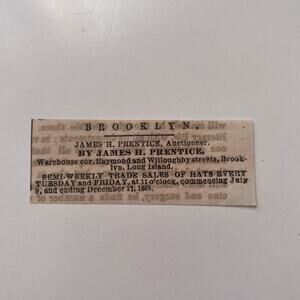 BROOKLYN.
JAMES H. PRENTICE, Auctioneer.
BY JAMES H. PRENTICE,
Warehouse cor. Raymond and Willoughby streets, Brook-
lyn, Long Island.
SEMI-WEEKLY TRADE SALES OF HATS EVERY
TUESDAY and FRIDAY, at 11 o'clock, commencing July
9, and ending December 17, 1869.